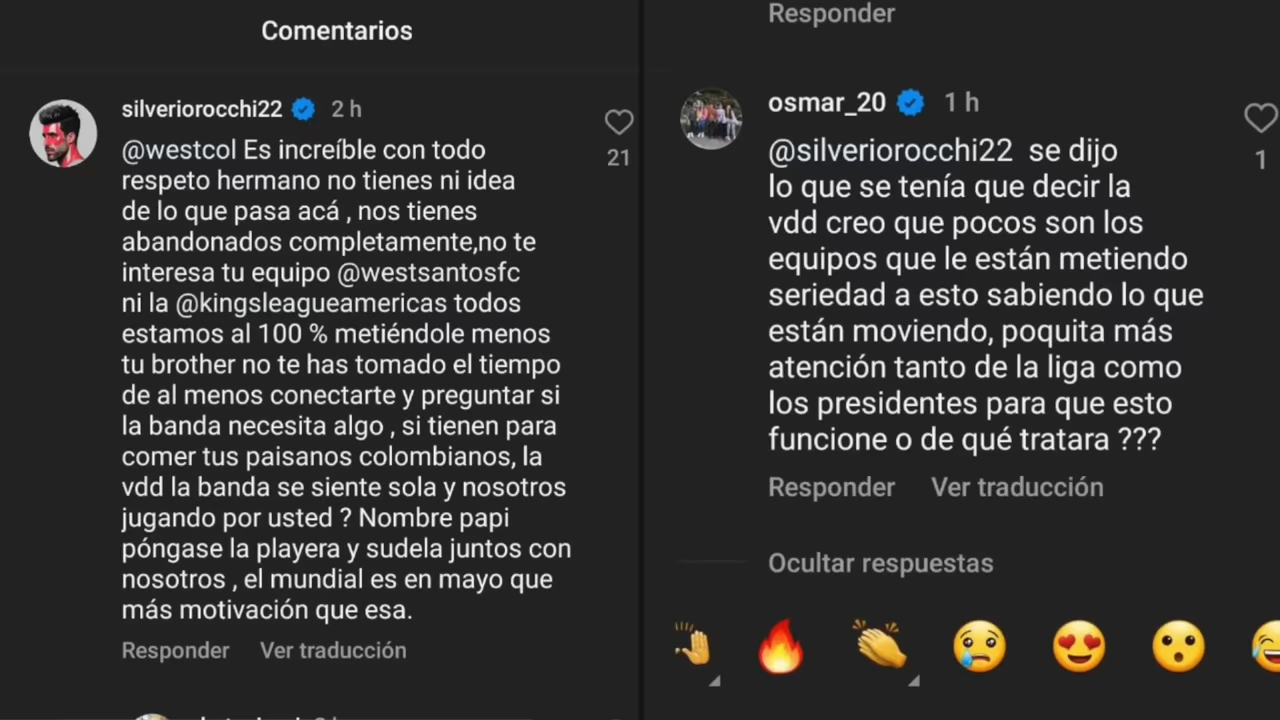 Comentarios
silveriorocchi22 2 h
@westcol Es increíble con todo
respeto hermano no tienes ni idea
de lo que pasa acá , nos tienes
abandonados completamente,no te
interesa tu equipo @westsantosfc
ni la @kingsleagueamericas todos
estamos al 100 % metiéndole menos
tu brother no te has tomado el tiempo
de al menos conectarte y preguntar si
la banda necesita algo , si tienen para
comer tus paisanos colombianos, la
vdd la banda se siente sola y nosotros
jugando por usted ? Nombre papi
póngase la playera y sudela juntos con
nosotros , el mundial es en mayo que
más motivación que esa.
21
Responder Ver traducción
Responder
osmar_20 1 h
@silveriorocchi22 se dijo
lo que se tenía que decir la
vdd creo que pocos son los
equipos que le están metiendo
seriedad a esto sabiendo lo que
están moviendo, poquita más
atención tanto de la liga como
los presidentes para que esto
funcione o de qué tratara ???
1
Responder Ver traducción
Ocultar respuestas